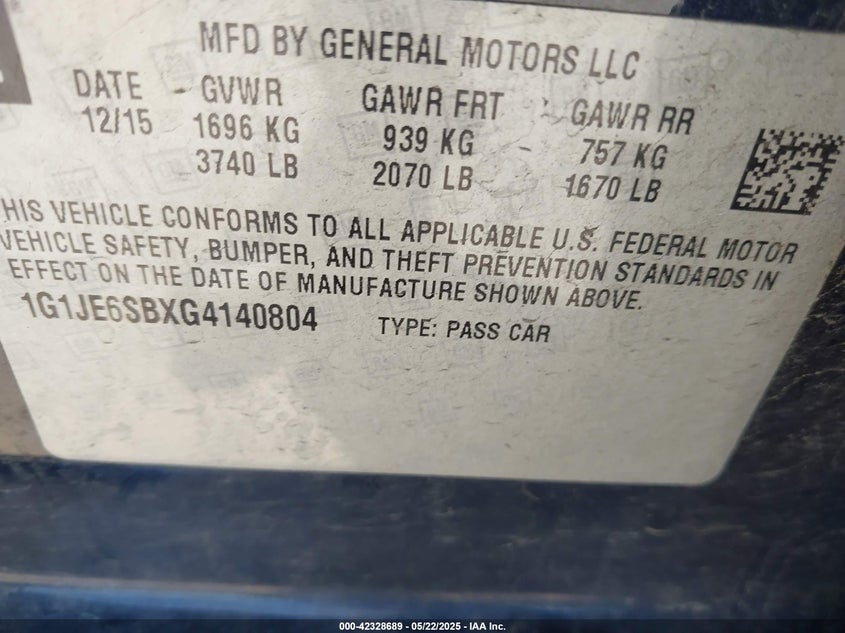 MFD BY GENERAL MOTORS LLC
DATE GVWR GAWR FRT GAWR RR
12/15 1696 KG 939 KG 757 KG
3740 LB 2070 LB 1670 LB
HIS VEHICLE CONFORMS TO ALL APPLICABLE U.S. FEDERAL MOTOR
VEHICLE SAFETY, BUMPER, AND THEFT PREVENTION STANDARDS IN
EFFECT ON THE DATE OF MANUFACTURE SHOWN ABOVE.
1G1JE6SBXG4140804 TYPE: PASS CAR
000-42328689 - 05/22/2025 - IAA Inc.